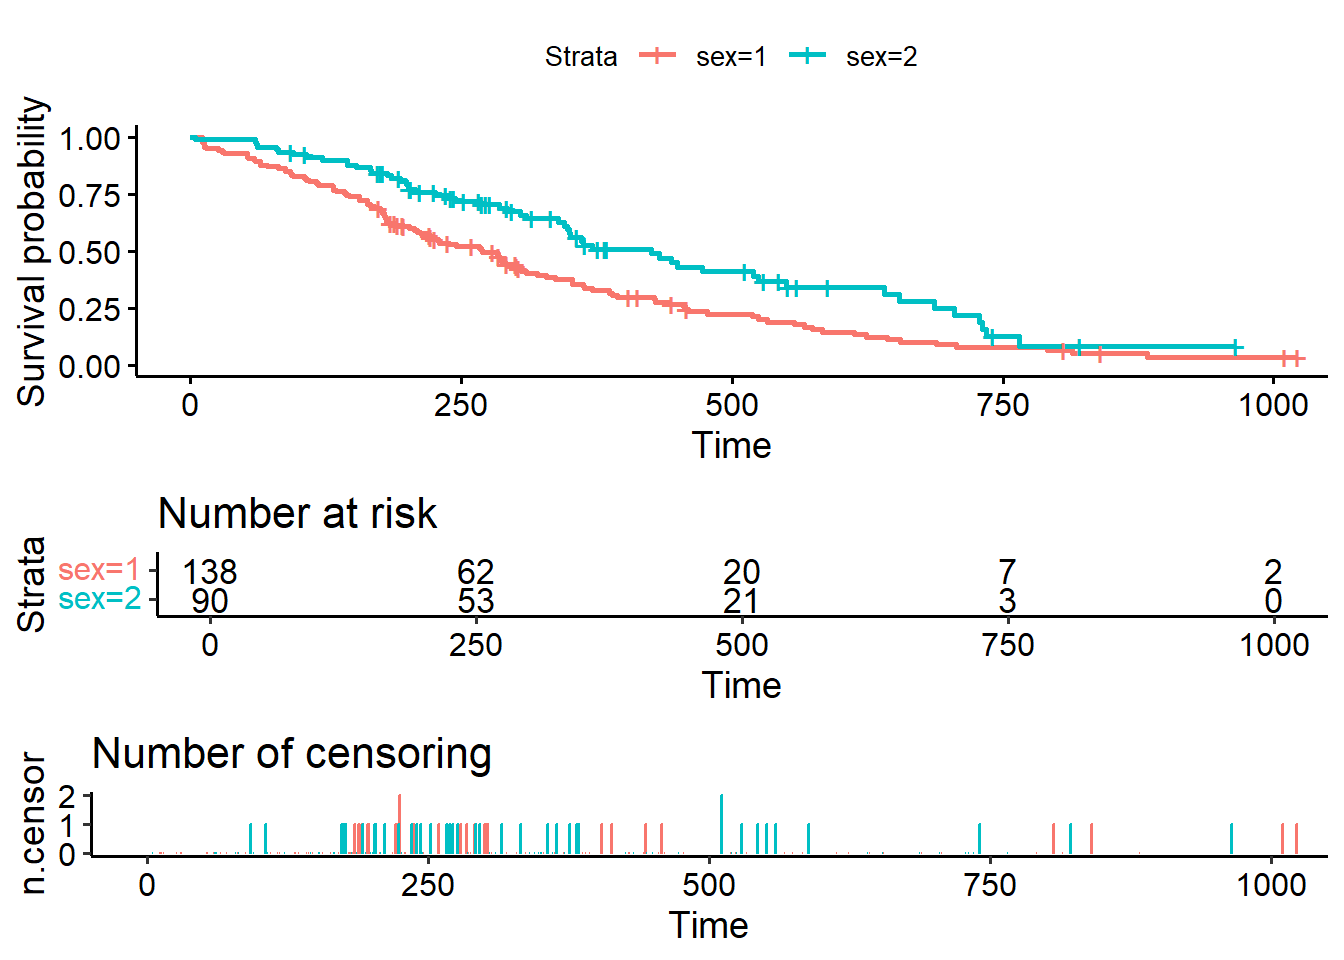 Strata sex=1 sex=2
Survival probability
1.00
0.75
0.50
0.25
0.00
0 250 500 750 1000
Time
Number at risk
Strata
sex=1 138 62 20 7 2
sex=2 90 53 21 3 0
0 250 500 750 1000
Time
Number of censoring
n.censor
2
1
0
0 250 500 750 1000
Time